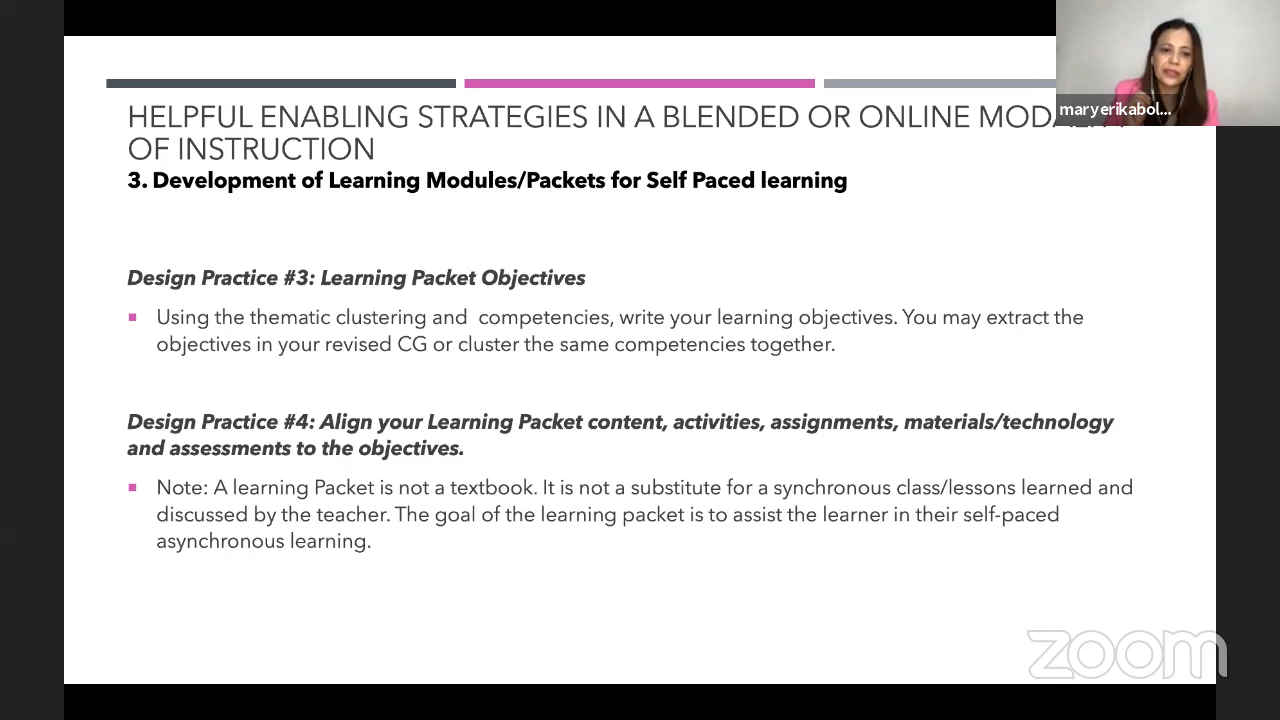 HELPFUL ENABLING STRATEGIES IN A BLENDED OR ONLINE
OF INSTRUCTION
3. Development of Learning Modules/Packets for Self Paced learning
maryerikabol...
Design Practice #3: Learning Packet Objectives
Using the thematic clustering and competencies, write your learning objectives. You may extract the
objectives in your revised CG or cluster the same competencies together.
Design Practice #4: Align your Learning Packet content, activities, assignments, materials/technology
and assessments to the objectives.
Note: A learning Packet is not a textbook. It is not a substitute for a synchronous class/lessons learned and
discussed by the teacher. The goal of the learning packet is to assist the learner in their self-paced
asynchronous learning.
zoom